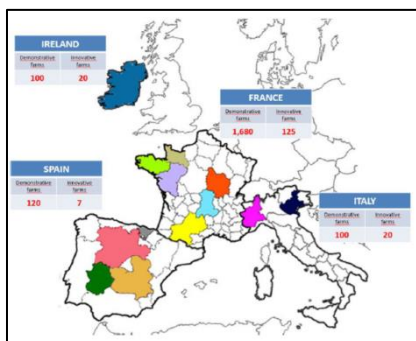 IRELAND
Demonstrative farms Innovative farms
100 20
FRANCE
Demonstrative farms Innovative farms
1,680 125
SPAIN
Demonstrative farms Innovative farms
120 7
ITALY
Demonstrative farms Innovative farms
100 20